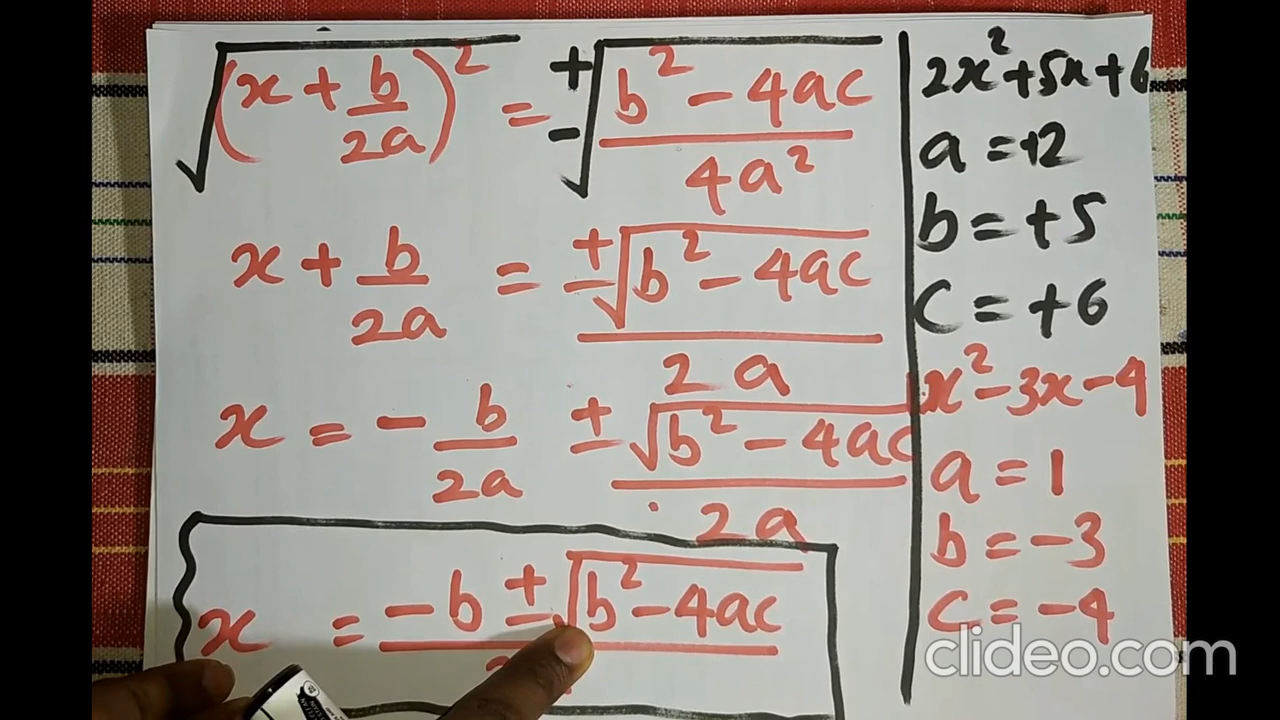 √(x + b/2a)² = ±√(b² - 4ac)/4a²
x + b/2a = ±√b² - 4ac / 2a
x = - b/2a ± √b² - 4ac / 2a
x = -b ± √b² - 4ac
2x² + 5x + 6
a = +2
b = +5
c = +6
x² - 3x - 4
a = 1
b = -3
c = -4
clideo.com